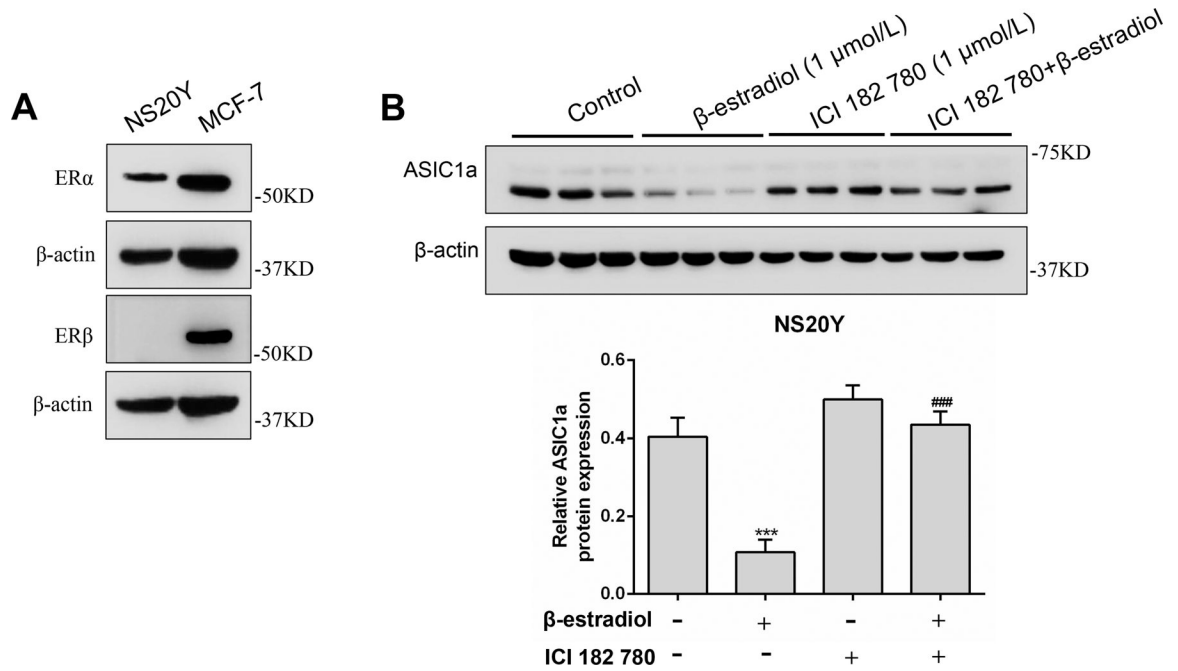 A
NS20Y MCF-7
ERα
-50KD
β-actin
-37KD
ERβ
-50KD
β-actin
-37KD
B
Control β-estradiol (1 μmol/L) ICI 182 780 (1 μmol/L) ICI 182 780+β-estradiol
-75KD
ASIC1a
β-actin
-37KD
NS20Y
Relative ASIC1a
protein expression
0.6
0.4
0.2
0.0
***
###
β-estradiol - + - +
ICI 182 780 - - + +